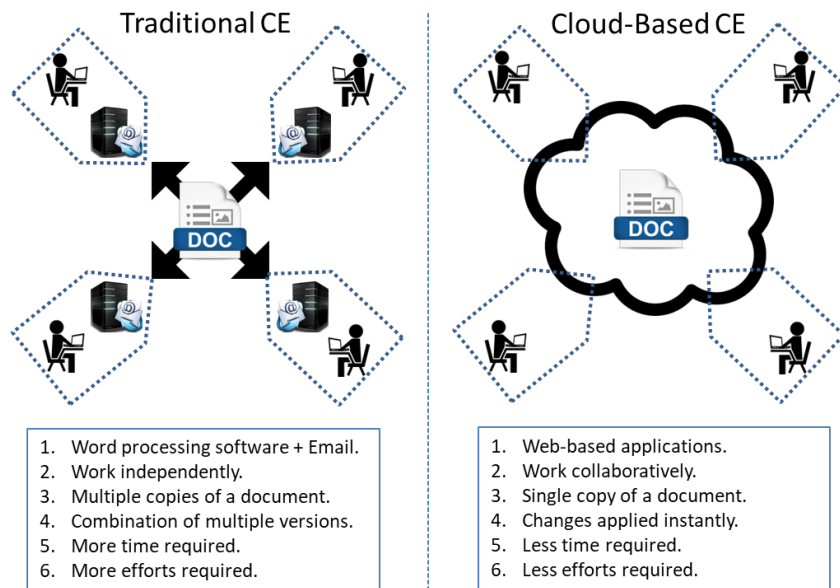 Traditional CE
@
@
DOC
@
@
1. Word processing software + Email.
2. Work independently.
3. Multiple copies of a document.
4. Combination of multiple versions.
5. More time required.
6. More efforts required.
Cloud-Based CE
DOC
1. Web-based applications.
2. Work collaboratively.
3. Single copy of a document.
4. Changes applied instantly.
5. Less time required.
6. Less efforts required.